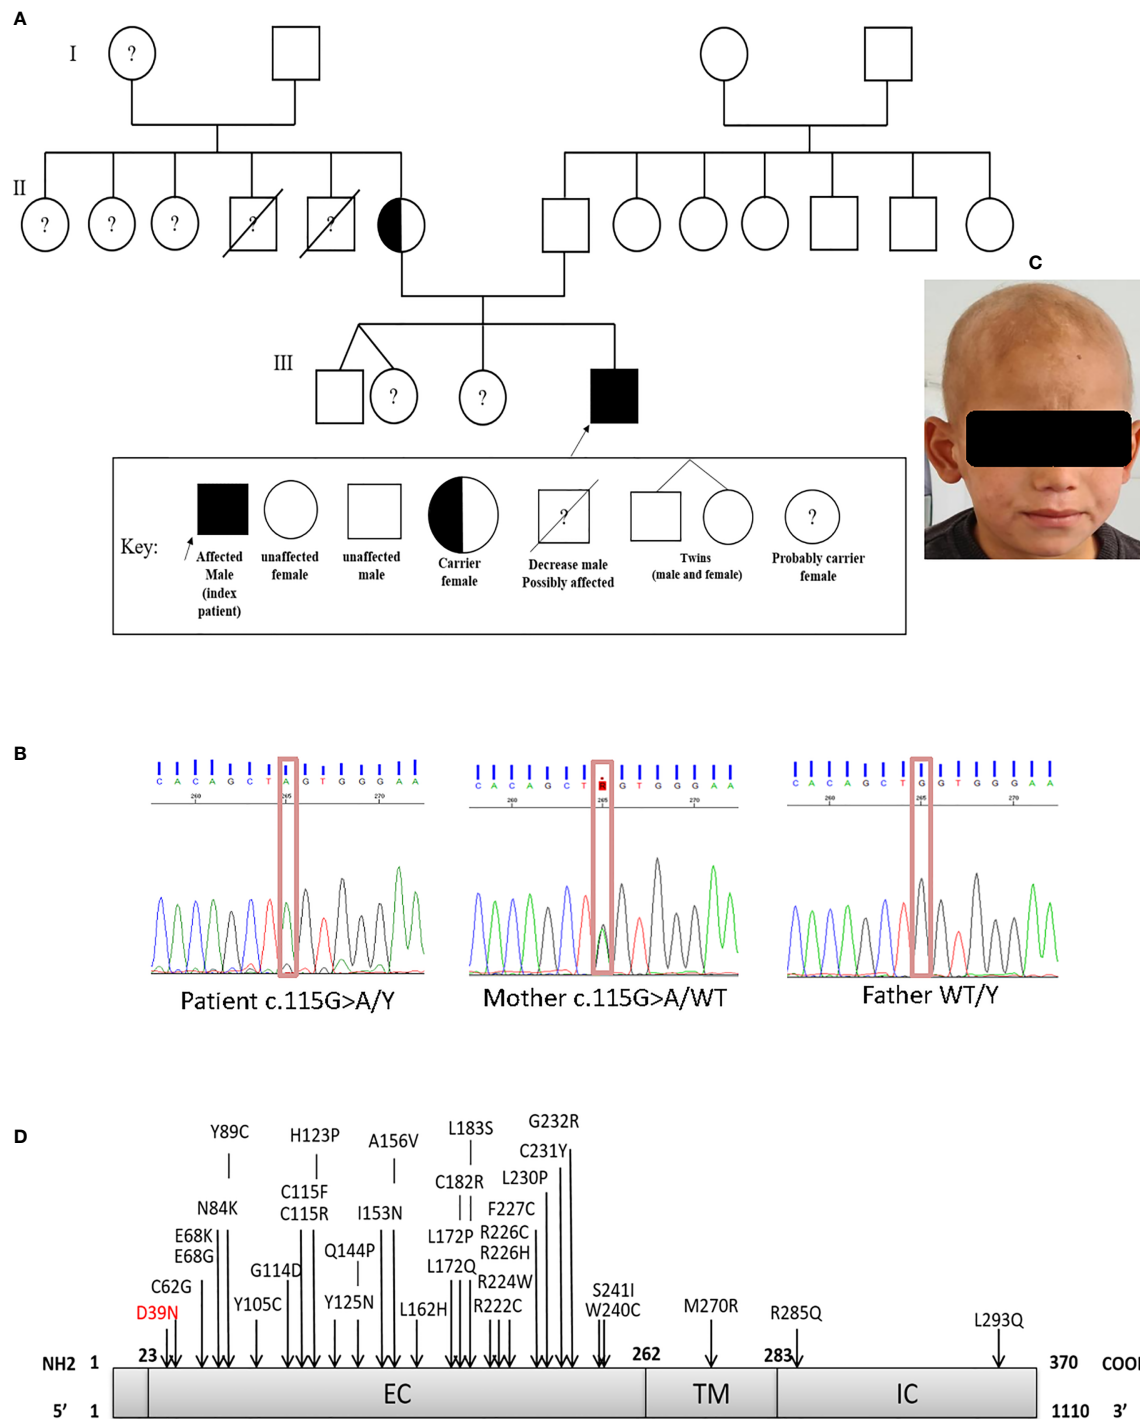 A
I
?
II
? ? ? ? ?
C
III
? ?
Key:
?
?
Affected
Male
(index
patient)
unaffected
female
unaffected
male
Carrier
female
Decrease male
Possibly affected
Twins
(male and female)
Probably carrier
female
B
C A C A G C T A G T G G G A A
260 265 270
C A C A G C T R G T G G G A A
260 265 270
C A C A G C T G G T G G G A A
260 265 270
Patient c.115G>A/Y
Mother c.115G>A/WT
Father WT/Y
D
Y89C H123P A156V L183S G232R
C231Y
N84K C115F C182R L230P
C115R I153N F227C
E68K L172P R226C
E68G Q144P R226H
C62G G114D L172Q R224W
D39N Y105C Y125N L162H R222C S241I
W240C M270R R285Q L293Q
NH2 1 23 262 283 370 COOH
EC TM IC
5’ 1 1110 3’